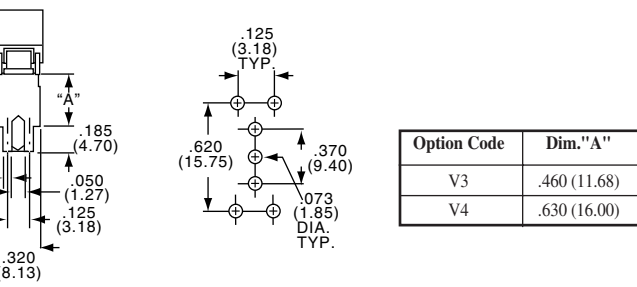 "A"
.185
(4.70)
.050
(1.27)
.125
(3.18)
.320
(8.13)
.125
(3.18)
TYP.
.620
(15.75)
.370
(9.40)
.073
(1.85)
DIA.
TYP.
Option Code Dim."A"
V3 .460 (11.68)
V4 .630 (16.00)